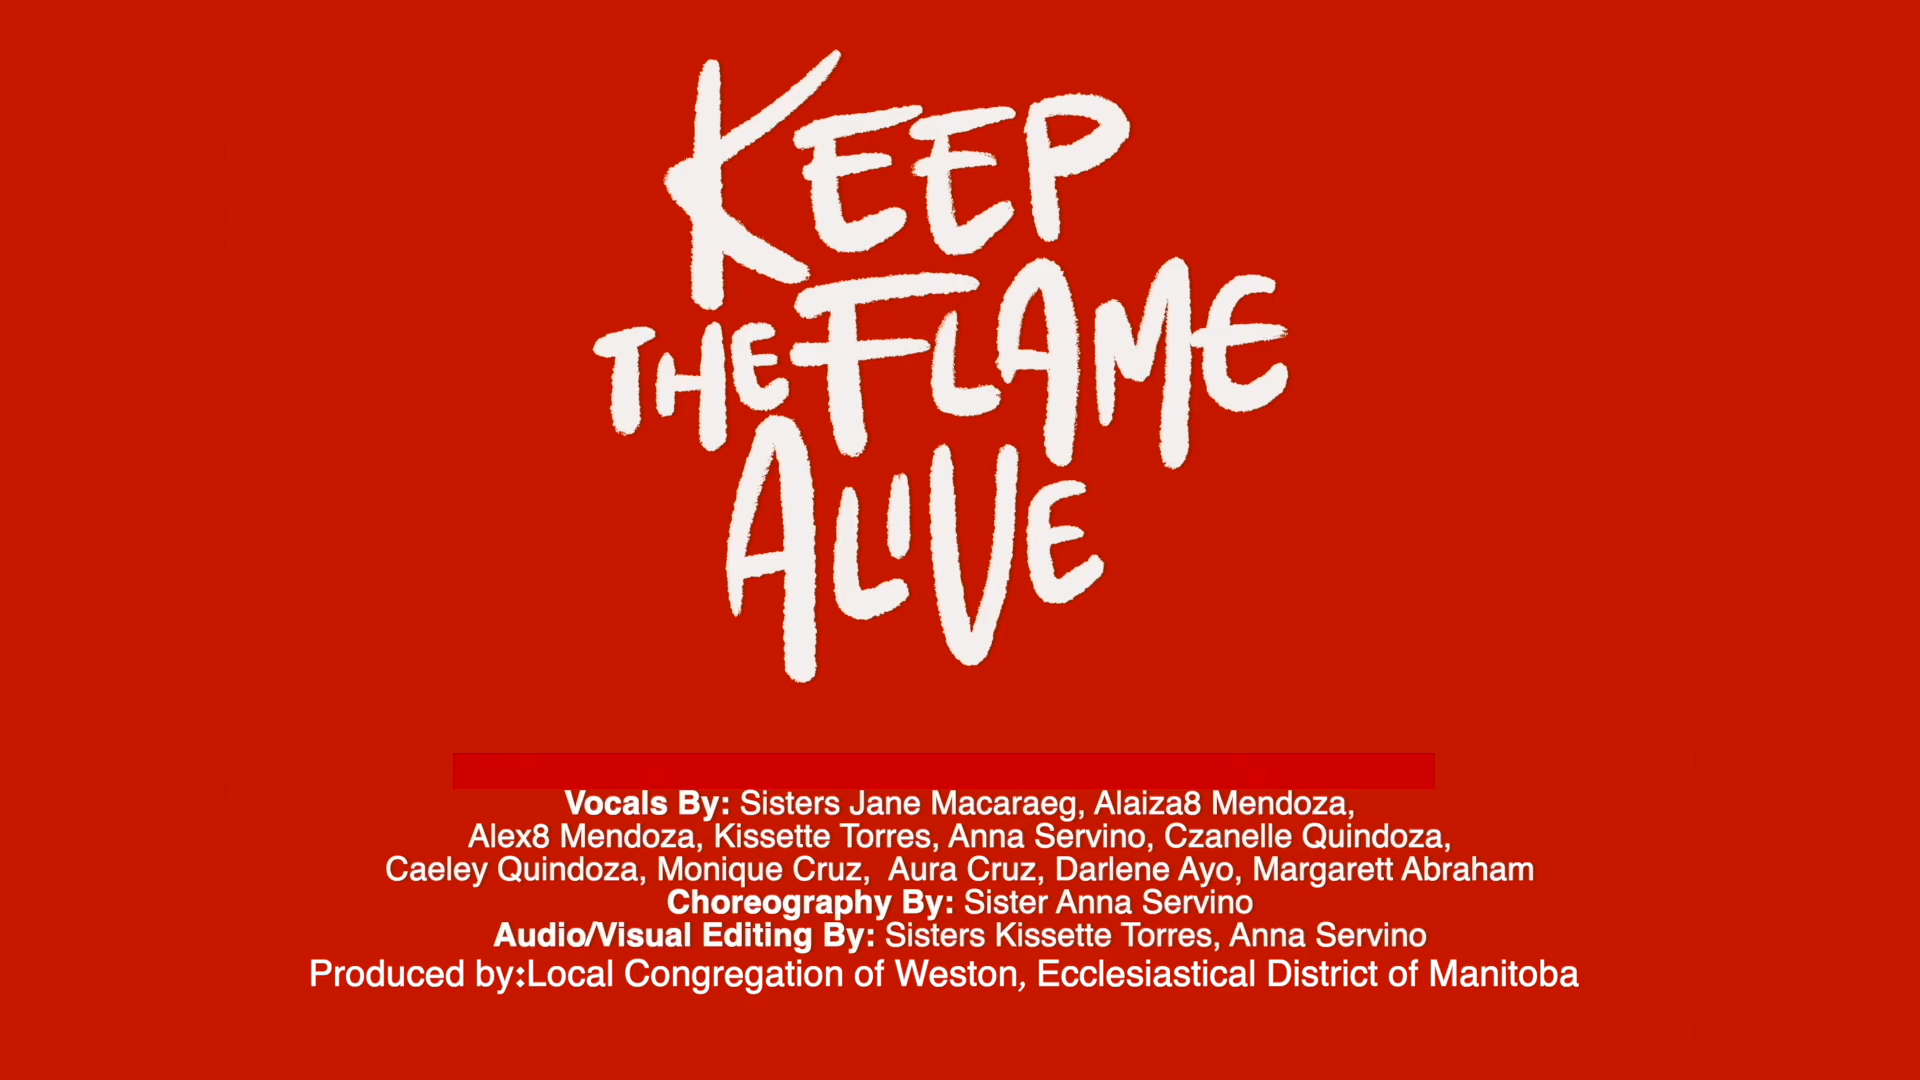 KEEP
THE FLAME
ALIVE
Vocals By: Sisters Jane Macaraeg, Alaiza8 Mendoza,
Alex8 Mendoza, Kissette Torres, Anna Servino, Czanelle Quindoza,
Caeley Quindoza, Monique Cruz,  Aura Cruz, Darlene Ayo, Margarett Abraham
Choreography By: Sister Anna Servino
Audio/Visual Editing By: Sisters Kissette Torres, Anna Servino
Produced by:Local Congregation of Weston, Ecclesiastical District of Manitoba